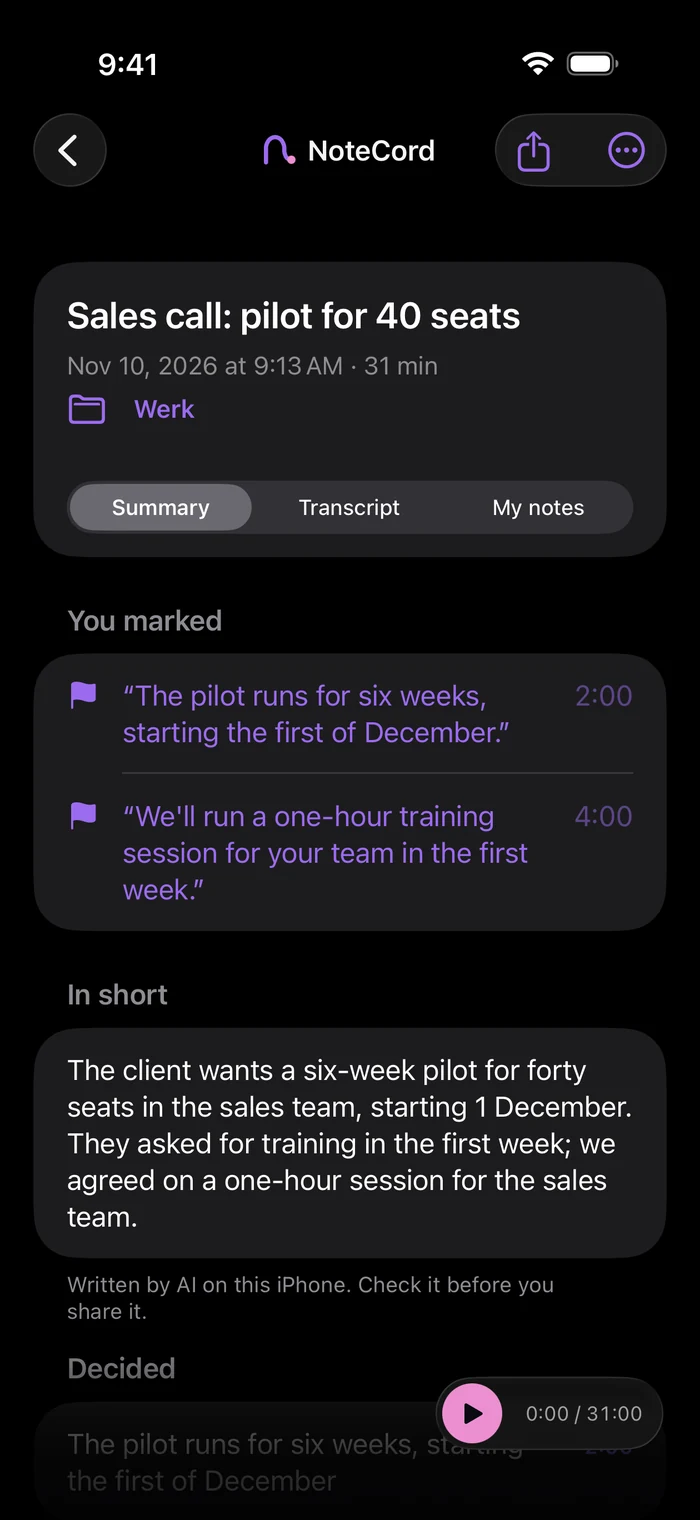 9:41
NoteCord
Sales call: pilot for 40 seats
Nov 10, 2026 at 9:13 AM · 31 min
Werk
Summary
Transcript
My notes
You marked
“The pilot runs for six weeks, 2:00
starting the first of December.”
“We'll run a one-hour training 4:00
session for your team in the first
week.”
In short
The client wants a six-week pilot for forty
seats in the sales team, starting 1 December.
They asked for training in the first week; we
agreed on a one-hour session for the sales
team.
Written by AI on this iPhone. Check it before you
share it.
Decided
0:00 / 31:00
The pilot runs for six weeks, starting 2:00
the first of December